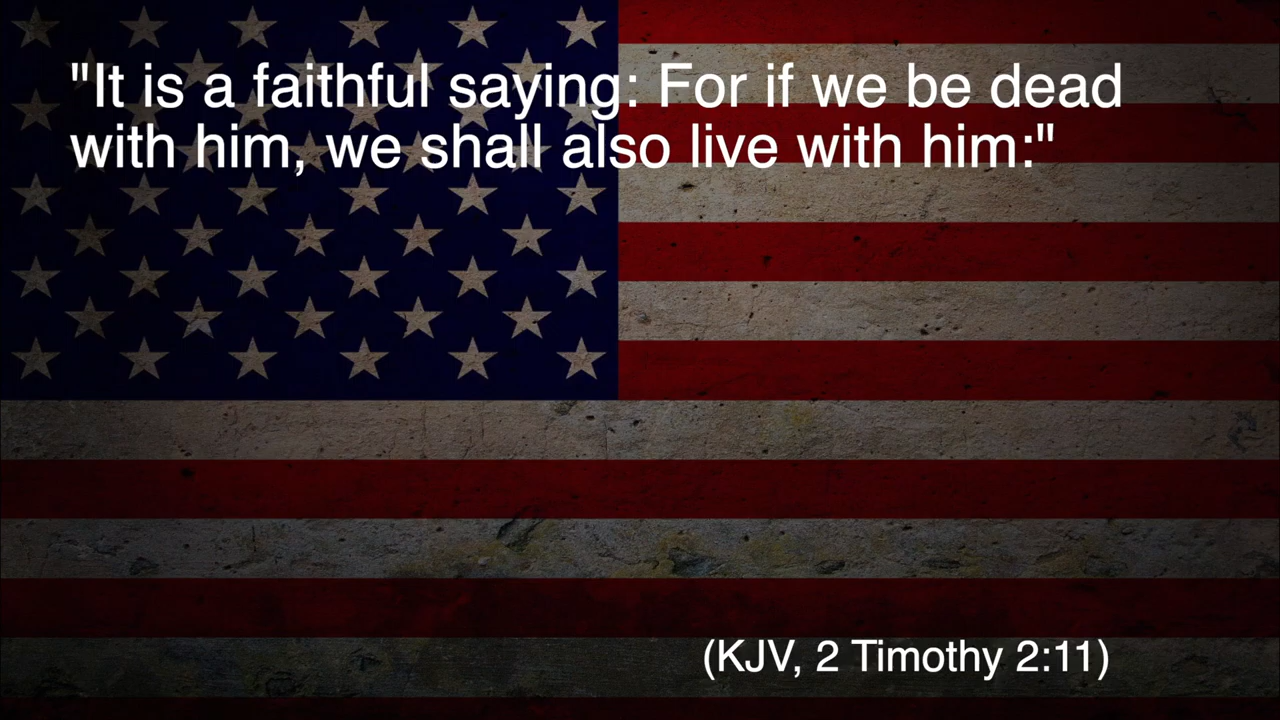 "It is a faithful saying: For if we be dead
with him, we shall also live with him:"
(KJV, 2 Timothy 2:11)